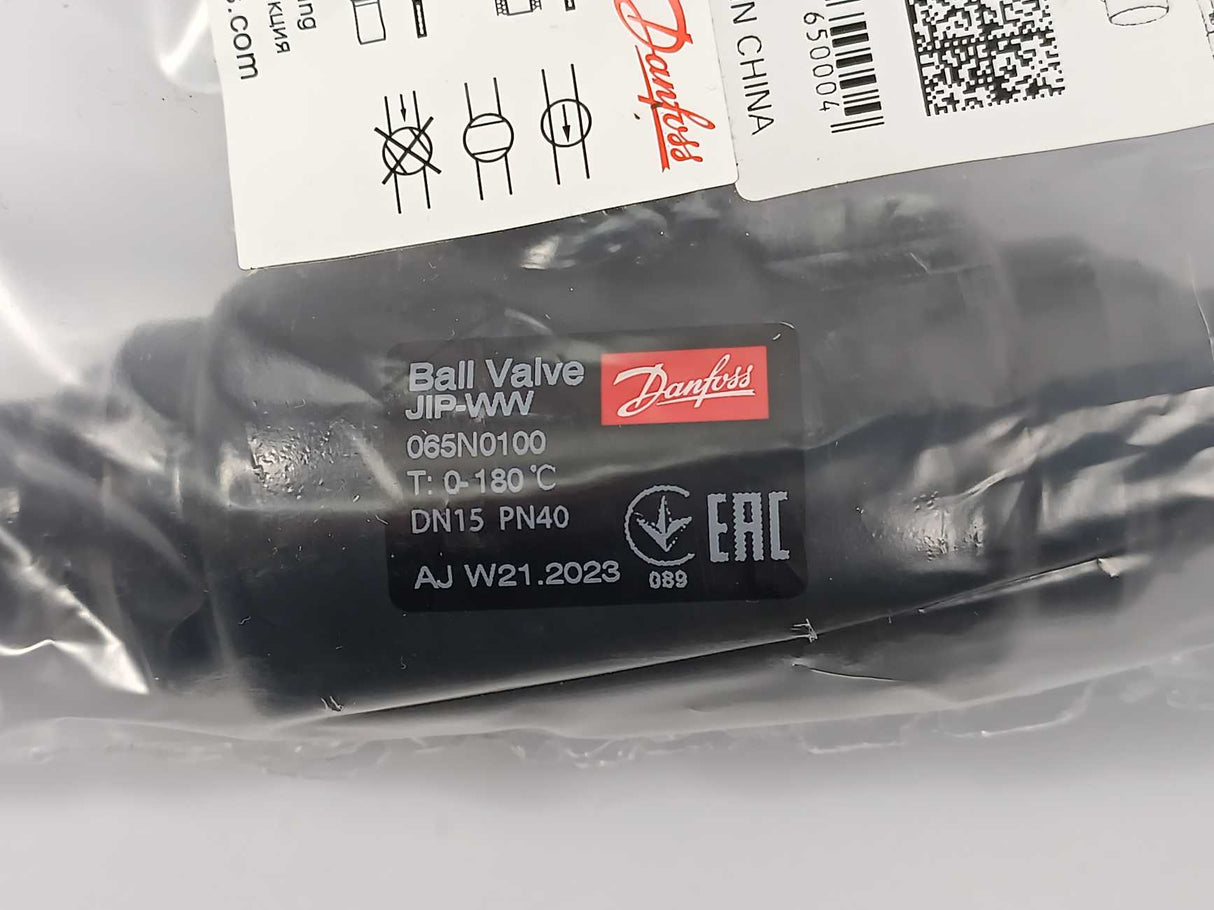 s.com
ing
кция
Danfoss
N CHINA
650004
Ball Valve
JIP-WW
Danfoss
065N0100
T: 0-180 °C
DN15 PN40
AJ W21.2023
089
EAC